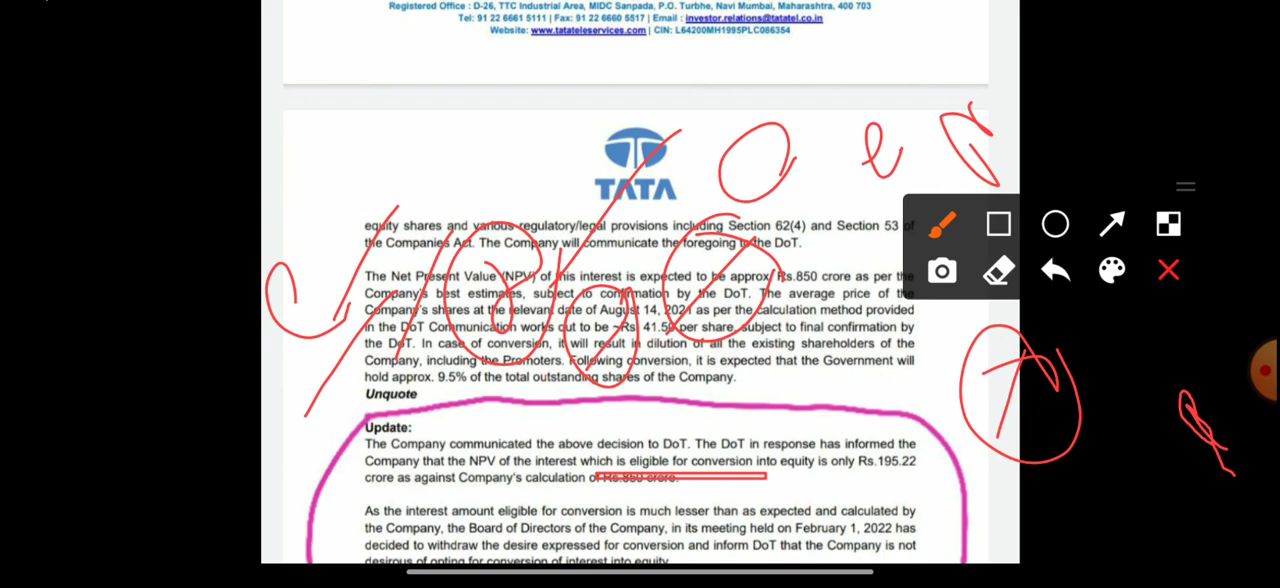 Registered Office : D-26, TTC Industrial Area, MIDC Sanpada, P.O. Turbhe, Navi Mumbai, Maharashtra, 400 703
Tel: 91 22 6661 5111 | Fax: 91 22 6660 5517 | Email : investor.relations@tatatel.co.in
Website: www.tatateleservices.com | CIN: L64200MH1995PLC086354
TATA
equity shares and various regulatory/legal provisions including Section 62(4) and Section 53 of
the Companies Act. The Company will communicate the foregoing to the DoT.
The Net Present Value (NPV) of this interest is expected to be approx Rs.850 crore as per the
Company's best estimates, subject to confirmation by the DoT. The average price of the
Company's shares at the relevant date of August 14, 2021 as per the calculation method provided
in the DoT Communication works out to be ~Rs. 41.50 per share, subject to final confirmation by
the DoT. In case of conversion, it will result in dilution of all the existing shareholders of the
Company, including the Promoters. Following conversion, it is expected that the Government will
hold approx. 9.5% of the total outstanding shares of the Company.
Unquote
Update:
The Company communicated the above decision to DoT. The DoT in response has informed the
Company that the NPV of the interest which is eligible for conversion into equity is only Rs.195.22
crore as against Company's calculation of Rs.850 crore.
As the interest amount eligible for conversion is much lesser than as expected and calculated by
the Company, the Board of Directors of the Company, in its meeting held on February 1, 2022 has
decided to withdraw the desire expressed for conversion and inform DoT that the Company is not
desirous of opting for conversion of interest into equity.